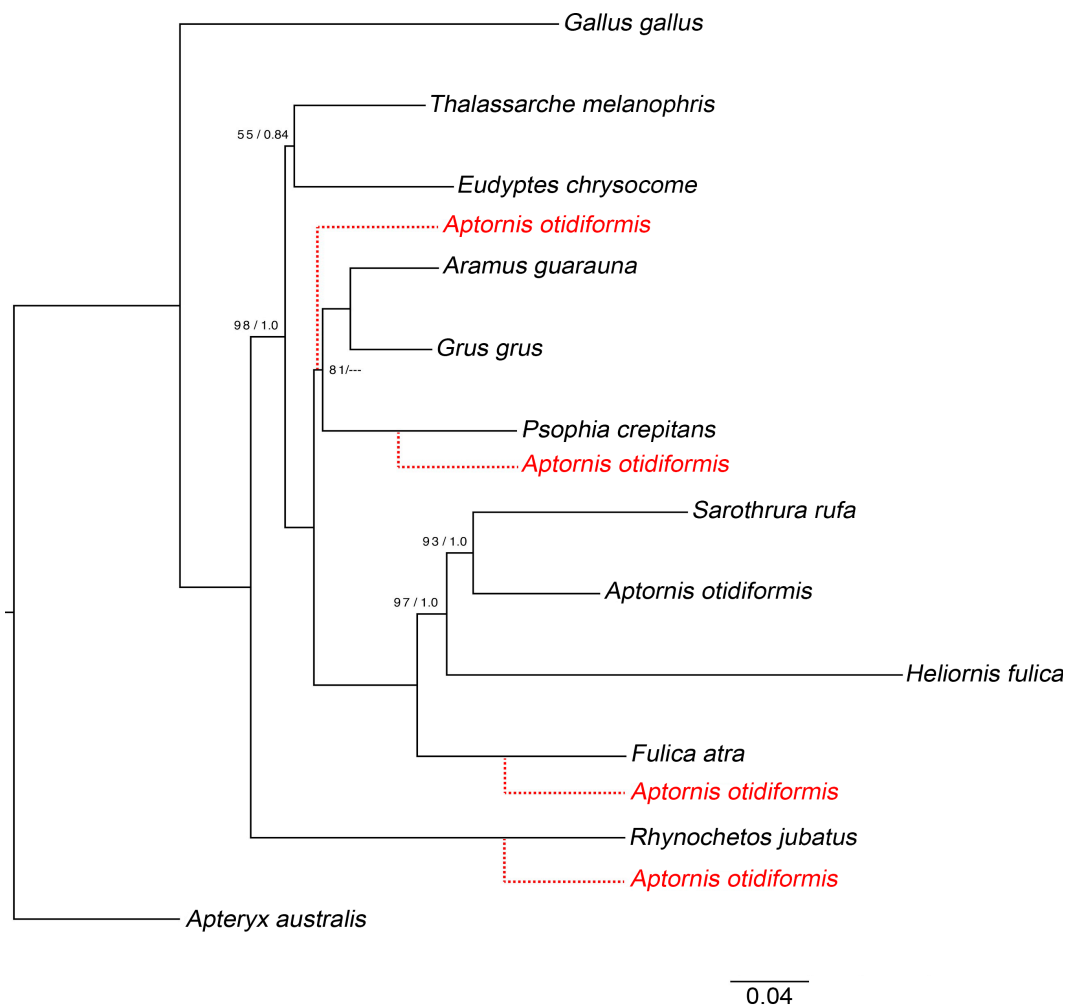 Gallus gallus
Thalassarche melanophris
55 / 0.84
Eudyptes chrysocome
Aptornis otidiformis
Aramus guarauna
98 / 1.0
Grus grus
81/---
Psophia crepitans
Aptornis otidiformis
Sarothrura rufa
93 / 1.0
Aptornis otidiformis
97 / 1.0
Heliornis fulica
Fulica atra
Aptornis otidiformis
Rhynochetos jubatus
Aptornis otidiformis
Apteryx australis
0.04